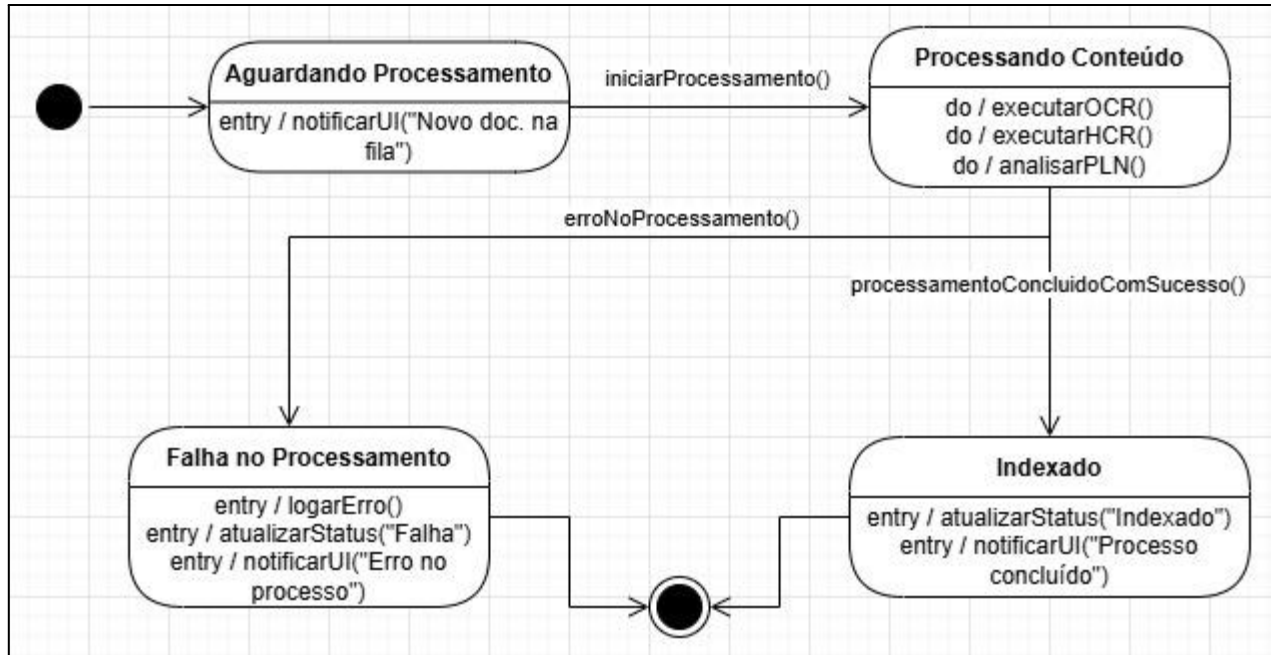 Aguardando Processamento
entry / notificarUI("Novo doc. na
fila")
iniciarProcessamento()
Processando Conteúdo
do / executarOCR()
do / executarHCR()
do / analisarPLN()
erroNoProcessamento()
processamentoConcluidoComSucesso()
Falha no Processamento
entry / logarErro()
entry / atualizarStatus("Falha")
entry / notificarUI("Erro no
processo")
Indexado
entry / atualizarStatus("Indexado")
entry / notificarUI("Processo
concluído")